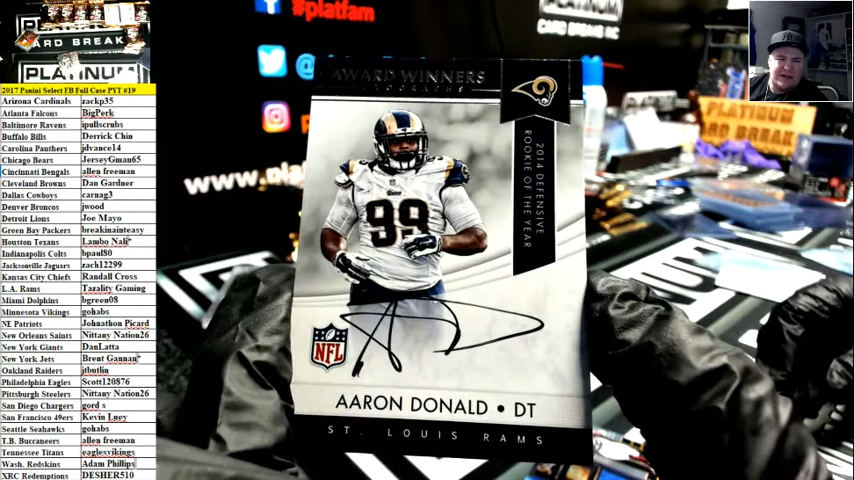 CARD BREAK
PLATINUM
2017 Panini Select FB Full Case PYT #19
Arizona Cardinals zackp35
Atlanta Falcons BigPerk
Baltimore Ravens ipullscrubs
Buffalo Bills Derrick Chin
Carolina Panthers jdvance14
Chicago Bears JerseyGman65
Cincinnati Bengals allen freeman
Cleveland Browns Dan Gardner
Dallas Cowboys carnag3
Denver Broncos jwood
Detroit Lions Joe Mayo
Green Bay Packers breakinainteasy
Houston Texans Lambo Nali*
Indianapolis Colts bpaul80
Jacksonville Jaguars zach12299
Kansas City Chiefs Randall Cross
L.A. Rams Tarality Gaming
Miami Dolphins bgreen08
Minnesota Vikings gohabs
NE Patriots Johnathon Picard
New Orleans Saints Nittany Nation26
New York Giants DanLatta
New York Jets Brent Gannan*
Oakland Raiders jtbutlin
Philadelphia Eagles Scott120876
Pittsburgh Steelers Nittany Nation26
San Diego Chargers gord s
San Francisco 49ers Kevin Luey
Seattle Seahawks gohabs
T.B. Buccaneers allen freeman
Tennessee Titans eaglesvikings
Wash. Redskins Adam Phillips
XRC Redemptions DESHER510
#platfam
PLATINUM
CARD BREAKS
www.
AWARD WINNERS
2014 DEFENSIVE
ROOKIE OF THE YEAR
99
NFL
AARON DONALD • DT
ST. LOUIS RAMS
PLATINUM
CARD BREAK